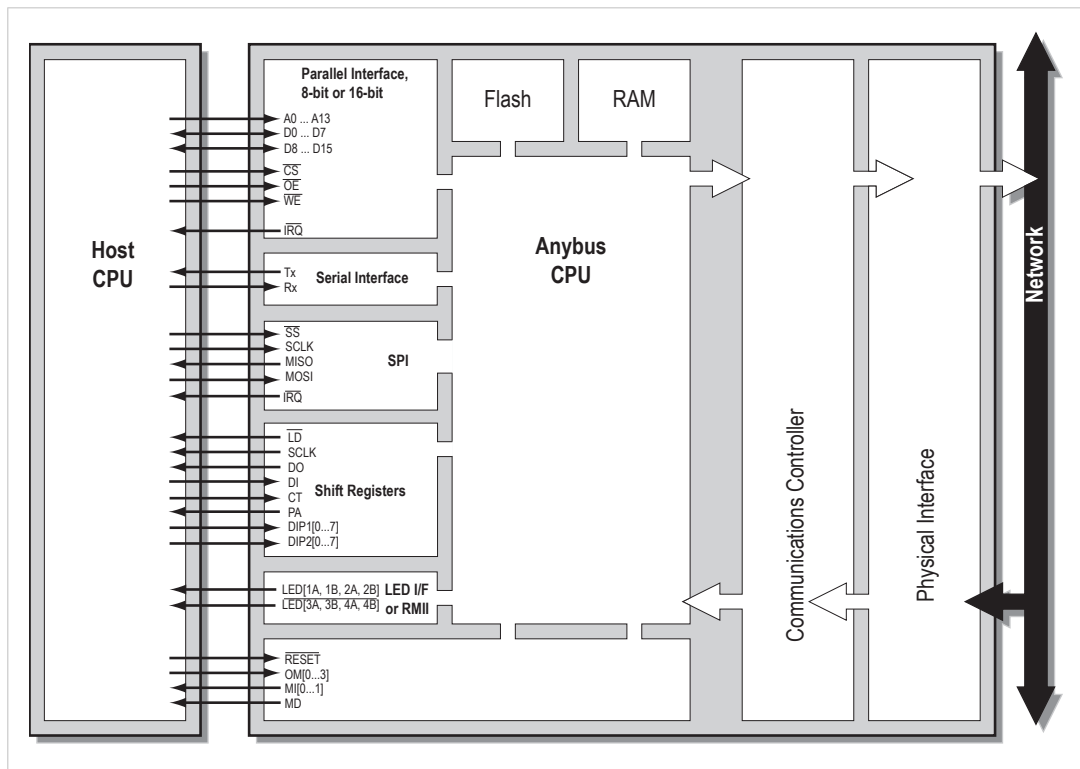 Host
CPU
Parallel Interface,
8-bit or 16-bit
A0 ... A13
D0 ... D7
D8 ... D15
CS
OE
WE
IRQ
Tx
Rx
Serial Interface
SS
SCLK
MISO
MOSI
IRQ
SPI
LD
SCLK
DO
DI
CT
PA
DIP1[0...7]
DIP2[0...7]
Shift Registers
LED[1A, 1B, 2A, 2B]
LED[3A, 3B, 4A, 4B]
LED I/F
or RMII
RESET
OM[0...3]
MI[0...1]
MD
Flash
RAM
Anybus
CPU
Communications Controller
Physical Interface
Network